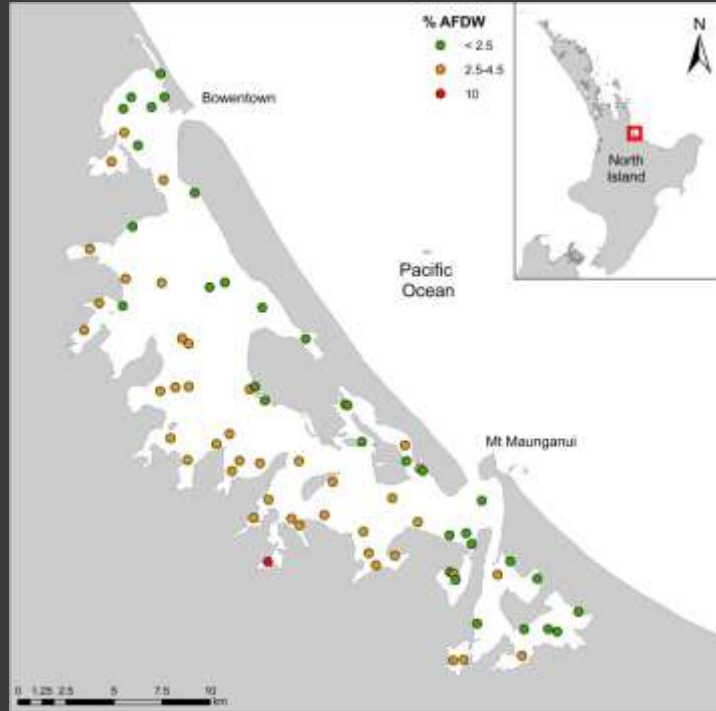 % AFDW
< 2.5
2.5-4.5
10
N
North
Island
Bowentown
Pacific
Ocean
Mt Maunganui
0 1.25 2.5 5 7.5 10
km